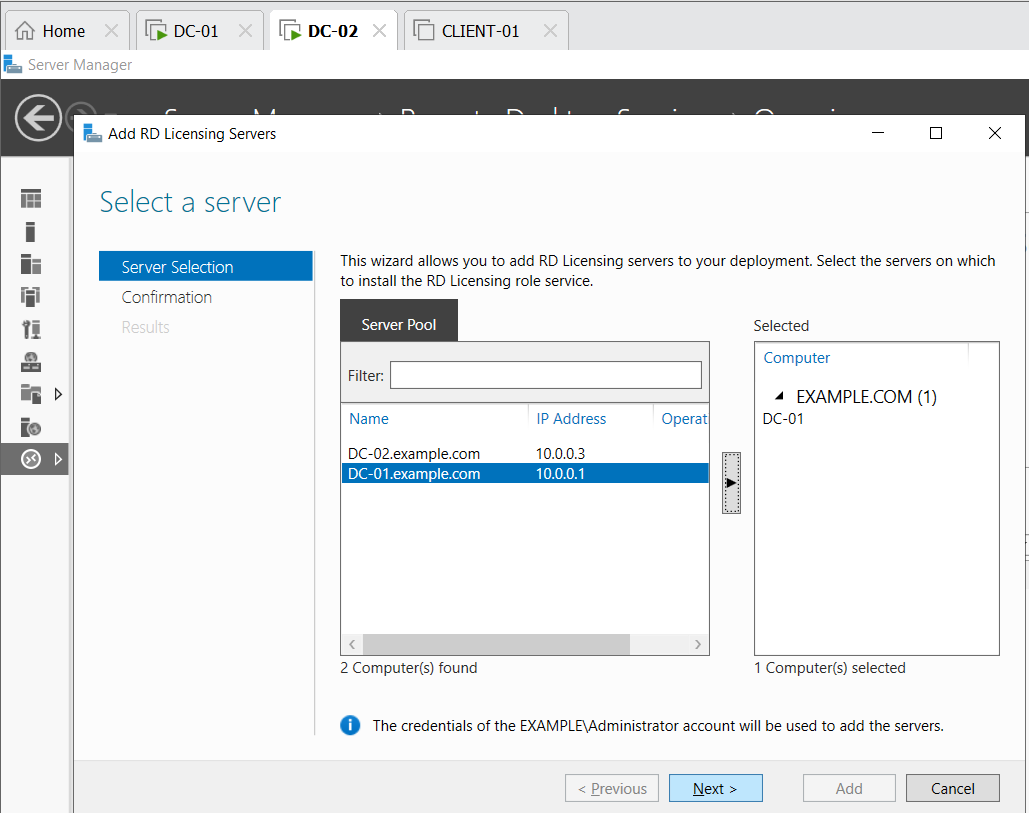 Home
DC-01
DC-02
CLIENT-01
Server Manager
Add RD Licensing Servers
Select a server
Server Selection
Confirmation
Results
This wizard allows you to add RD Licensing servers to your deployment. Select the servers on which
to install the RD Licensing role service.
Server Pool
Filter:
Name IP Address Operat
DC-02.example.com 10.0.0.3
DC-01.example.com 10.0.0.1
2 Computer(s) found
Selected
Computer
EXAMPLE.COM (1)
DC-01
1 Computer(s) selected
The credentials of the EXAMPLE\Administrator account will be used to add the servers.
< Previous
Next >
Add
Cancel